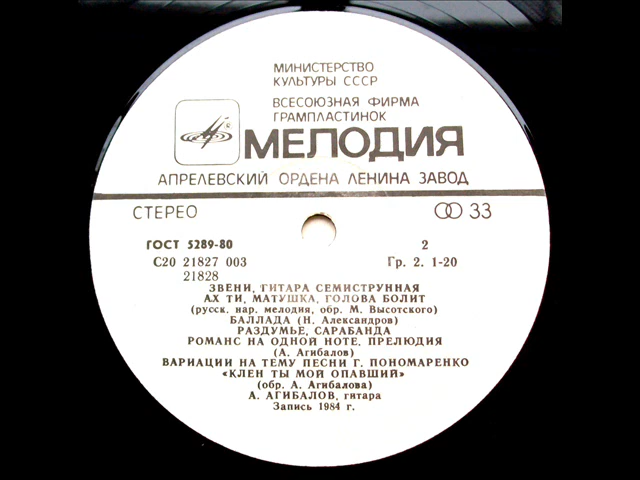 МИНИСТЕРСТВО
КУЛЬТУРЫ СССР
ВСЕСОЮЗНАЯ ФИРМА
ГРАМПЛАСТИНОК
МЕЛОДИЯ
АПРЕЛЕВСКИЙ ОРДЕНА ЛЕНИНА ЗАВОД
СТЕРЕО 33
ГОСТ 5289-80 2
С20 21827 003 Гр. 2. 1-20
21828
ЗВЕНИ, ГИТАРА СЕМИСТРУННАЯ
АХ ТИ, МАТУШКА, ГОЛОВА БОЛИТ
(русск. нар. мелодия, обр. М. Высотского)
БАЛЛАДА (Н. Александров)
РАЗДУМЬЕ, САРАБАНДА
РОМАНС НА ОДНОЙ НОТЕ, ПРЕЛЮДИЯ
(А. Агибалов)
ВАРИАЦИИ НА ТЕМУ ПЕСНИ Г. ПОНОМАРЕНКО
«КЛЕН ТЫ МОЙ ОПАВШИЙ»
(обр. А. Агибалова)
А. АГИБАЛОВ, гитара
Запись 1984 г.